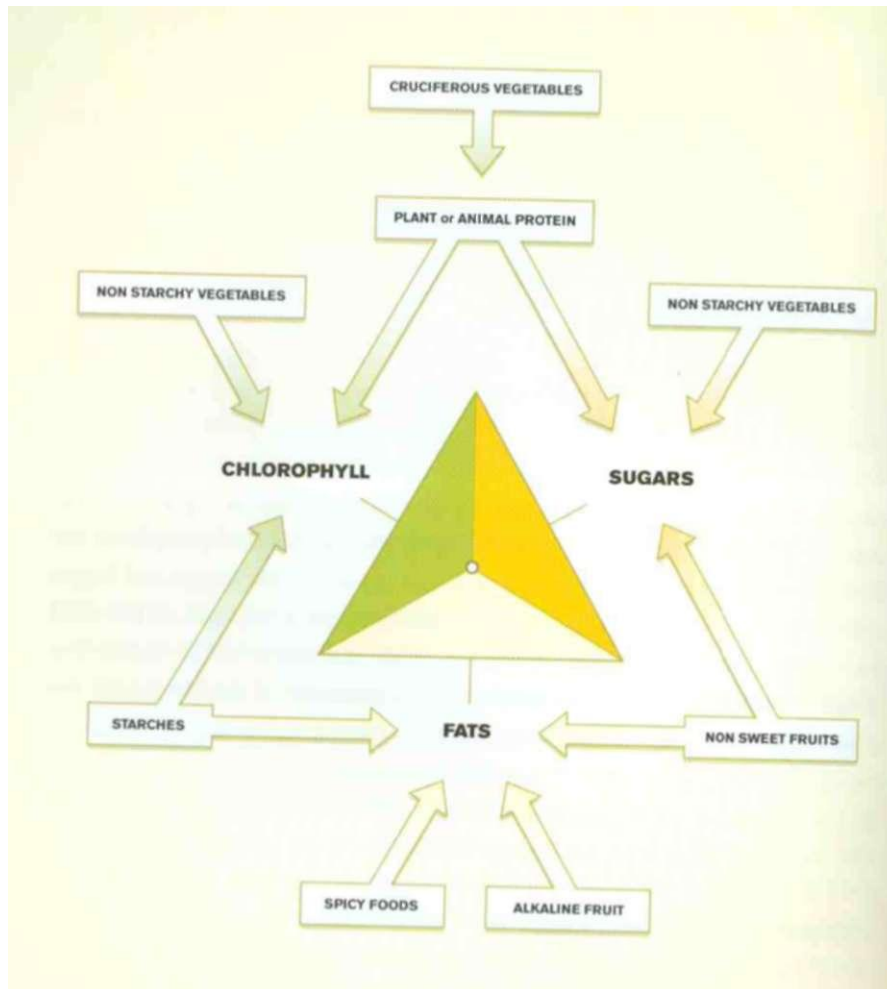 CRUCIFEROUS VEGETABLES
PLANT or ANIMAL PROTEIN
NON STARCHY VEGETABLES
NON STARCHY VEGETABLES
CHLOROPHYLL
SUGARS
STARCHES
FATS
NON SWEET FRUITS
SPICY FOODS
ALKALINE FRUIT